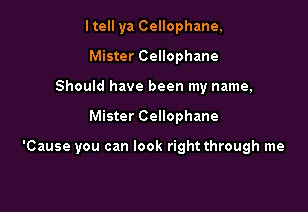 I tell ya Cellophane,
Mister Cellophane
Should have been my name,
Mister Cellophane
'Cause you can look right through me